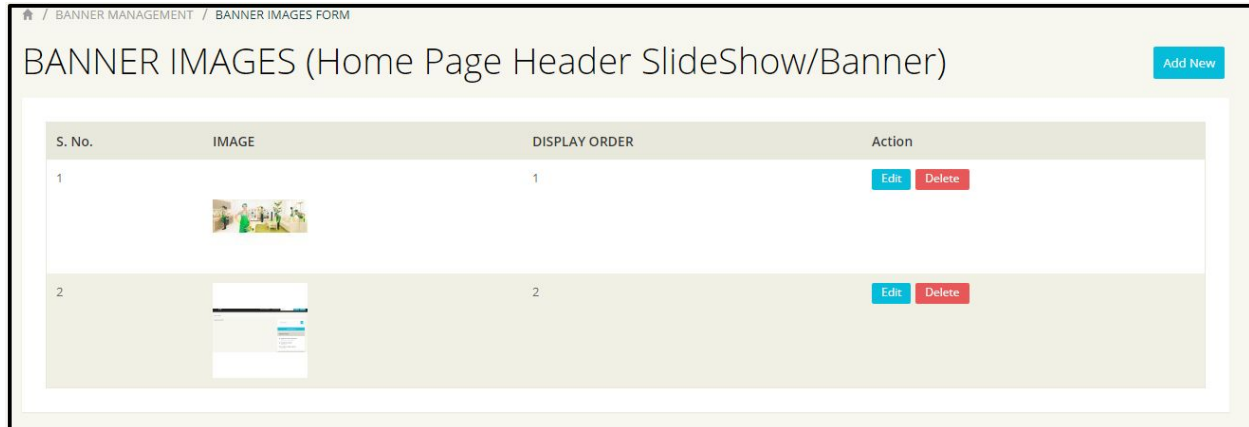 / BANNER MANAGEMENT / BANNER IMAGES FORM
BANNER IMAGES (Home Page Header SlideShow/Banner)
Add New
S. No. IMAGE DISPLAY ORDER Action
1 1 Edit Delete
2 2 Edit Delete